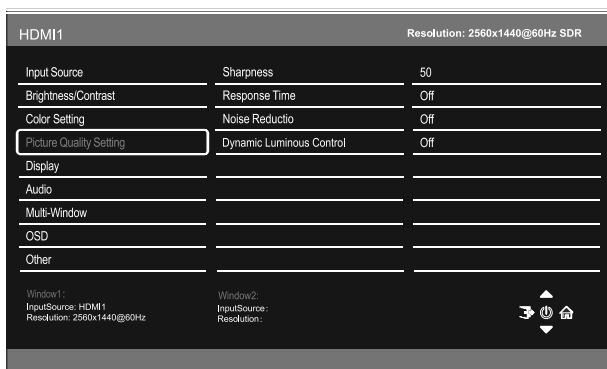 HDMI1 Resolution: 2560x1440@60Hz SDR
Input Source Sharpness 50
Brightness/Contrast Response Time Off
Color Setting Noise Reductio Off
Picture Quality Setting Dynamic Luminous Control Off
Display
Audio
Multi-Window
OSD
Other
Window1: Window2:
InputSource: HDMI1 InputSource:
Resolution: 2560x1440@60Hz Resolution: